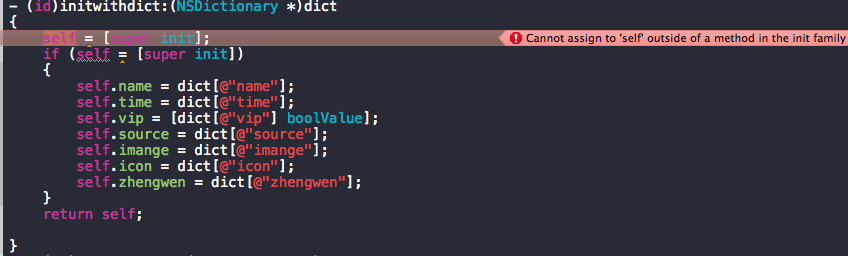 - (id)initwithdict:(NSDictionary *)dict
{
self = [super init];
Cannot assign to 'self' outside of a method in the init family
if (self = [super init])
{
self.name = dict[@"name"];
self.time = dict[@"time"];
self.vip = [dict[@"vip"] boolValue];
self.source = dict[@"source"];
self.imange = dict[@"imange"];
self.icon = dict[@"icon"];
self.zhengwen = dict[@"zhengwen"];
}
return self;
}